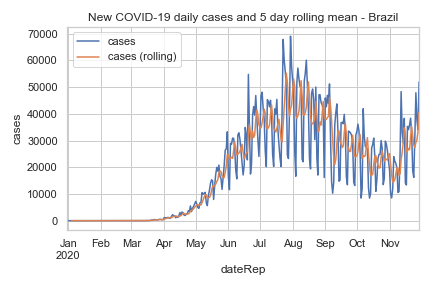 New COVID-19 daily cases and 5 day rolling mean - Brazil
70000
60000
50000
40000
30000
20000
10000
0
cases
cases
cases (rolling)
Jan Feb Mar Apr May Jun Jul Aug Sep Oct Nov
2020
dateRep